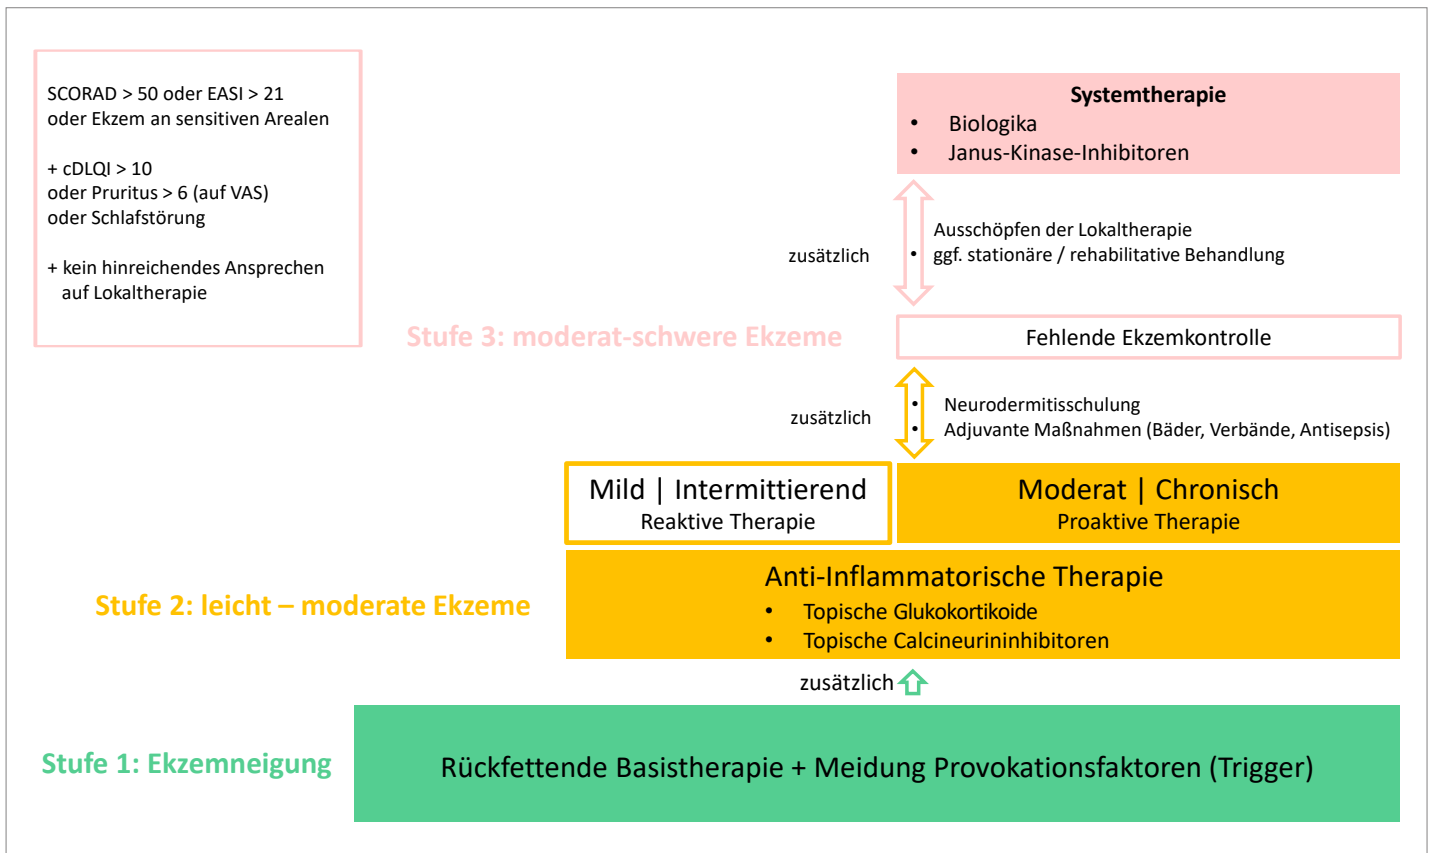 SCORAD > 50 oder EASI > 21
oder Ekzem an sensitiven Arealen
+ cDLQI > 10
oder Pruritus > 6 (auf VAS)
oder Schlafstörung
+ kein hinreichendes Ansprechen
auf Lokaltherapie
Systemtherapie
• Biologika
• Janus-Kinase-Inhibitoren
zusätzlich
Ausschöpfen der Lokaltherapie
• ggf. stationäre / rehabilitative Behandlung
Stufe 3: moderat-schwere Ekzeme
Fehlende Ekzemkontrolle
zusätzlich
• Neurodermitisschulung
• Adjuvante Maßnahmen (Bäder, Verbände, Antisepsis)
Mild | Intermittierend
Reaktive Therapie
Moderat | Chronisch
Proaktive Therapie
Stufe 2: leicht – moderate Ekzeme
Anti-Inflammatorische Therapie
• Topische Glukokortikoide
• Topische Calcineurininhibitoren
zusätzlich
Stufe 1: Ekzemneigung
Rückfettende Basistherapie + Meidung Provokationsfaktoren (Trigger)